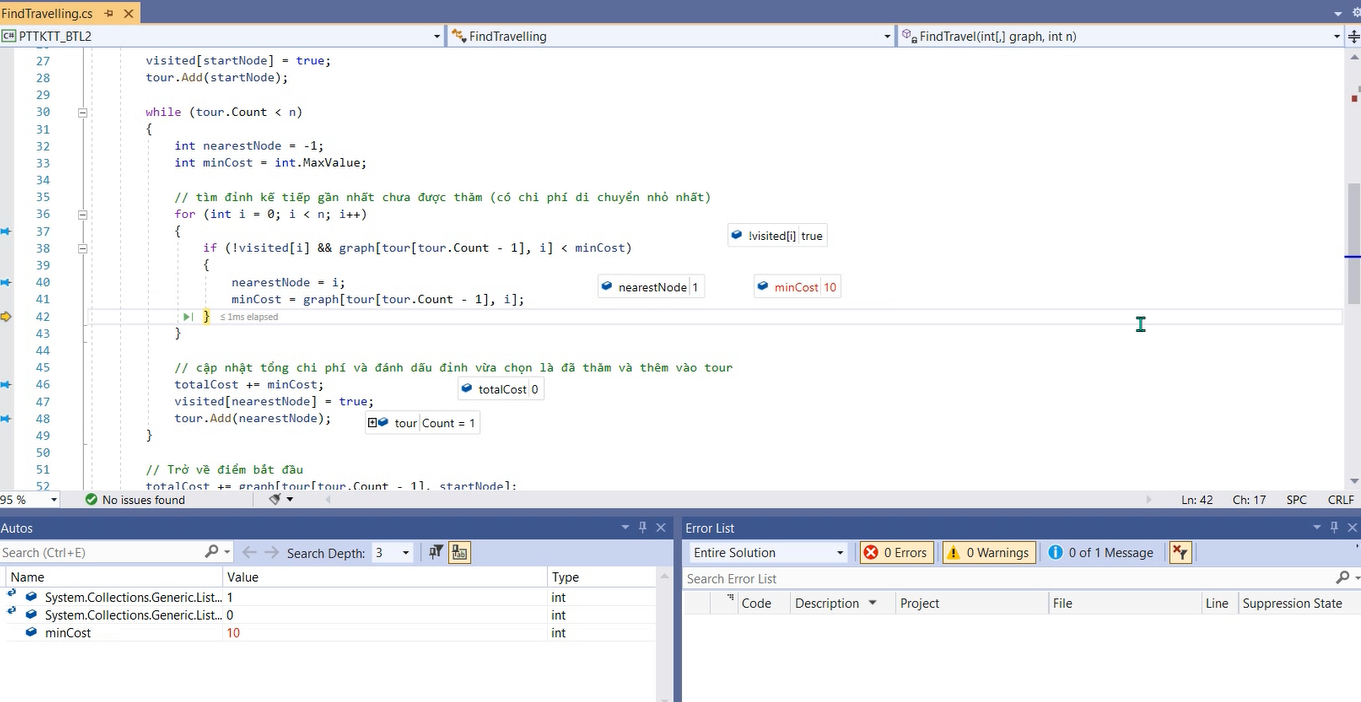 FindTravelling.cs
C# PTTKTT_BTL2 FindTravelling FindTravel(int[,] graph, int n)
27 visited[startNode] = true;
28 tour.Add(startNode);
29
30 while (tour.Count < n)
31 {
32 int nearestNode = -1;
33 int minCost = int.MaxValue;
34
35 // tìm đỉnh kế tiếp gần nhất chưa được thăm (có chi phí di chuyển nhỏ nhất)
36 for (int i = 0; i < n; i++)
37 { !visited[i] true
38 if (!visited[i] && graph[tour[tour.Count - 1], i] < minCost)
39 {
40 nearestNode = i; nearestNode 1 minCost 10
41 minCost = graph[tour[tour.Count - 1], i];
42 } ≤ 1ms elapsed
43 }
44
45 // cập nhật tổng chi phí và đánh dấu đỉnh vừa chọn là đã thăm và thêm vào tour
46 totalCost += minCost; totalCost 0
47 visited[nearestNode] = true;
48 tour.Add(nearestNode); tour Count = 1
49 }
50
51 // Trở về điểm bắt đầu
52 totalCost += graph[tour[tour.Count - 1], startNode];
95 % No issues found Ln: 42 Ch: 17 SPC CRLF
Autos
Search (Ctrl+E) Search Depth: 3
Name Value Type
System.Collections.Generic.List... 1 int
System.Collections.Generic.List... 0 int
minCost 10 int
Error List
Entire Solution 0 Errors 0 Warnings 0 of 1 Message
Search Error List
Code Description Project File Line Suppression State